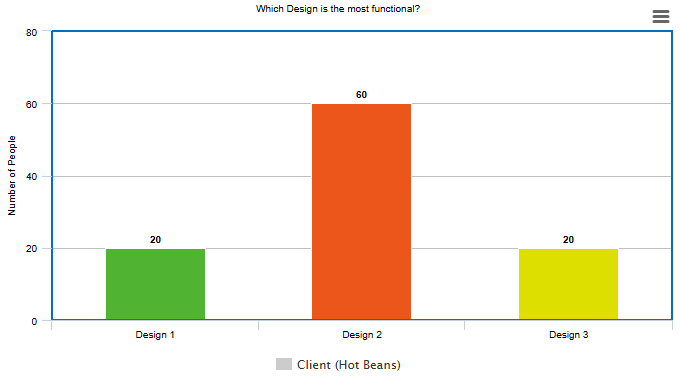 Which Design is the most functional?
Number of People
80
60
40
20
0
20
60
20
Design 1
Design 2
Design 3
Client (Hot Beans)